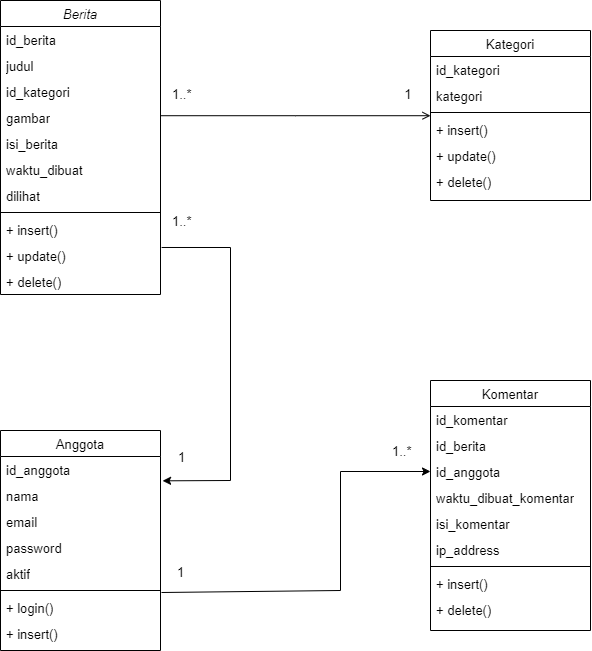 Berita
id_berita
judul
id_kategori
gambar
isi_berita
waktu_dibuat
dilihat
+ insert()
+ update()
+ delete()
1..*
1
Kategori
id_kategori
kategori
+ insert()
+ update()
+ delete()
1..*
1
Anggota
id_anggota
nama
email
password
aktif
+ login()
+ insert()
1
1..*
Komentar
id_komentar
id_berita
id_anggota
waktu_dibuat_komentar
isi_komentar
ip_address
+ insert()
+ delete()